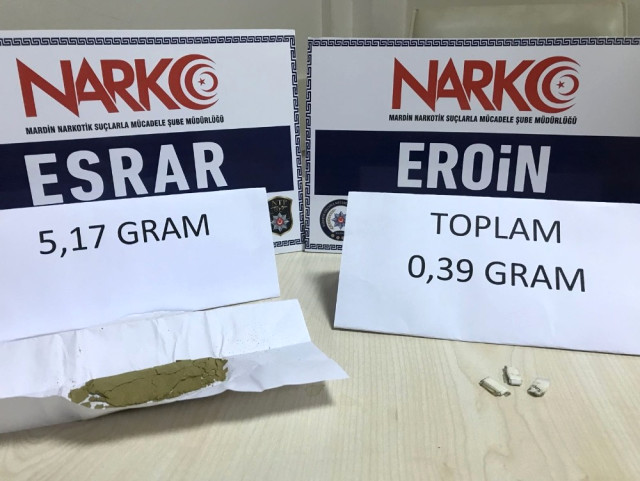 NARKO
MARDİN NARKOTİK SUÇLARLA MÜCADELE ŞUBE MÜDÜRLÜĞÜ
ESRAR
5,17 GRAM
NARKO
MARDİN NARKOTİK SUÇLARLA MÜCADELE ŞUBE MÜDÜRLÜĞÜ
EROiN
TOPLAM
0,39 GRAM